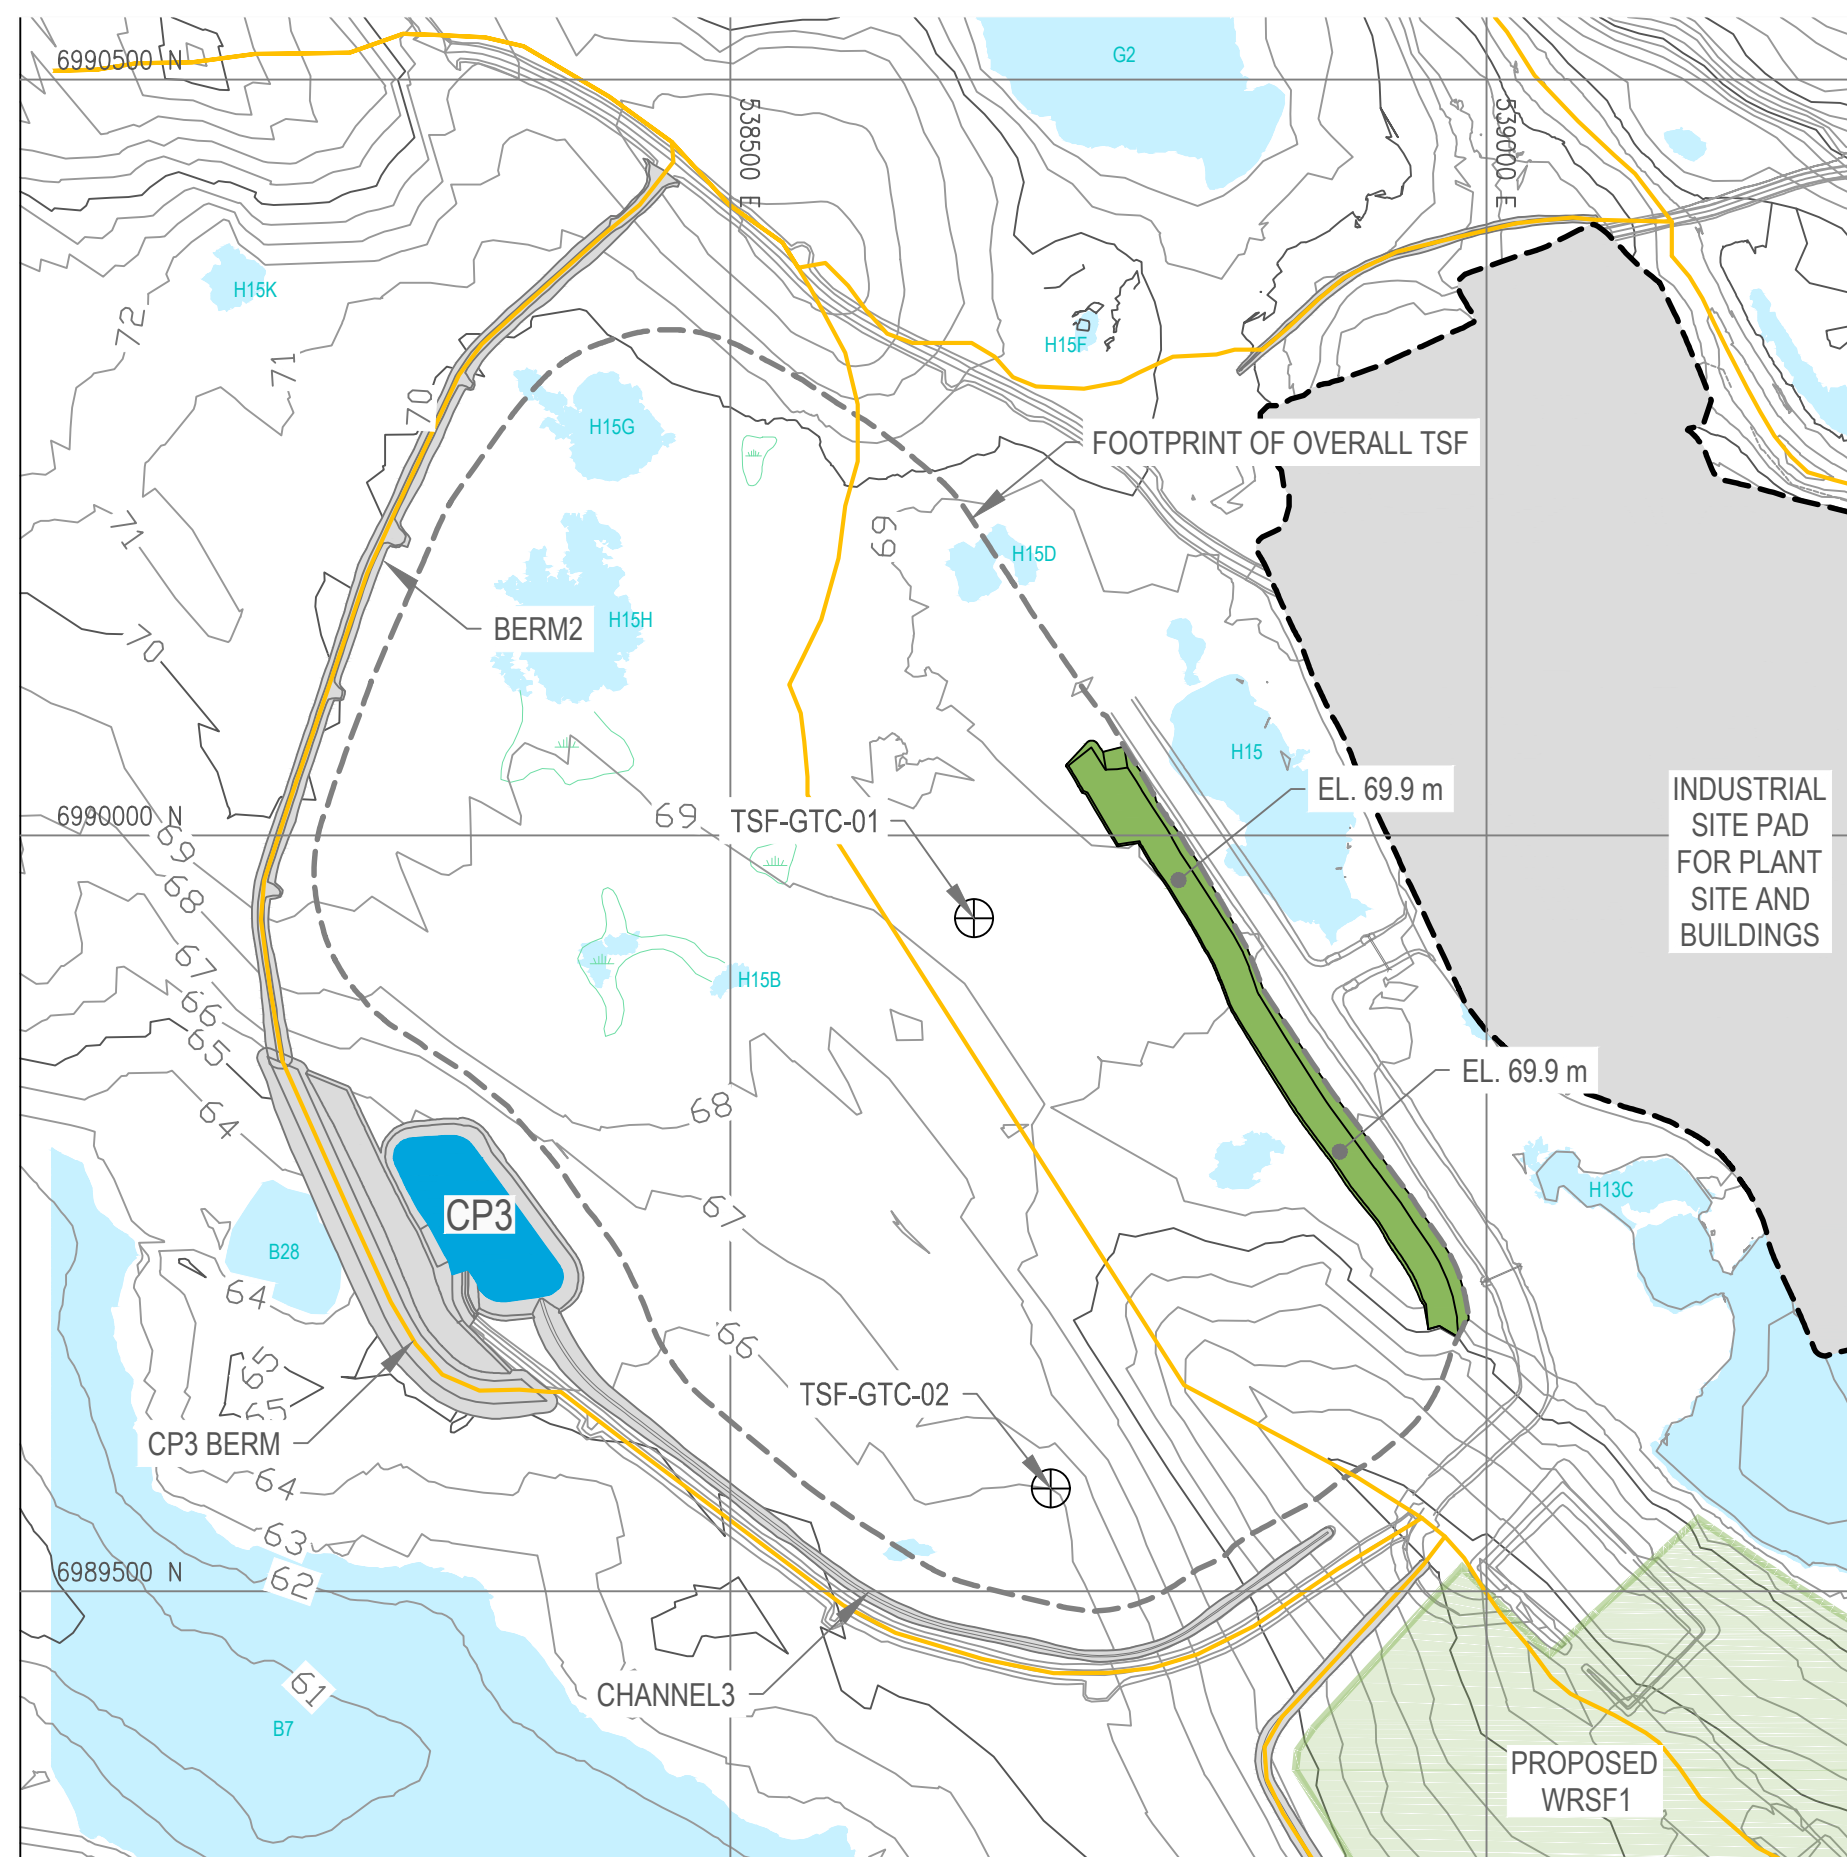 6990500 N
G2
538500 E
539000 E
H15K
72
71
H15F
70
H15G
FOOTPRINT OF OVERALL TSF
71
69
H15D
H15H
BERM2
70
H15
EL. 69.9 m
INDUSTRIAL
SITE PAD
FOR PLANT
SITE AND
BUILDINGS
6990000 N
69
TSF-GTC-01
69
68
67
H15B
66
65
EL. 69.9 m
64
68
H13C
CP3
67
B28
64
66
65
TSF-GTC-02
65
CP3 BERM
64
63
6989500 N
62
61
CHANNEL3
B7
PROPOSED
WRSF1